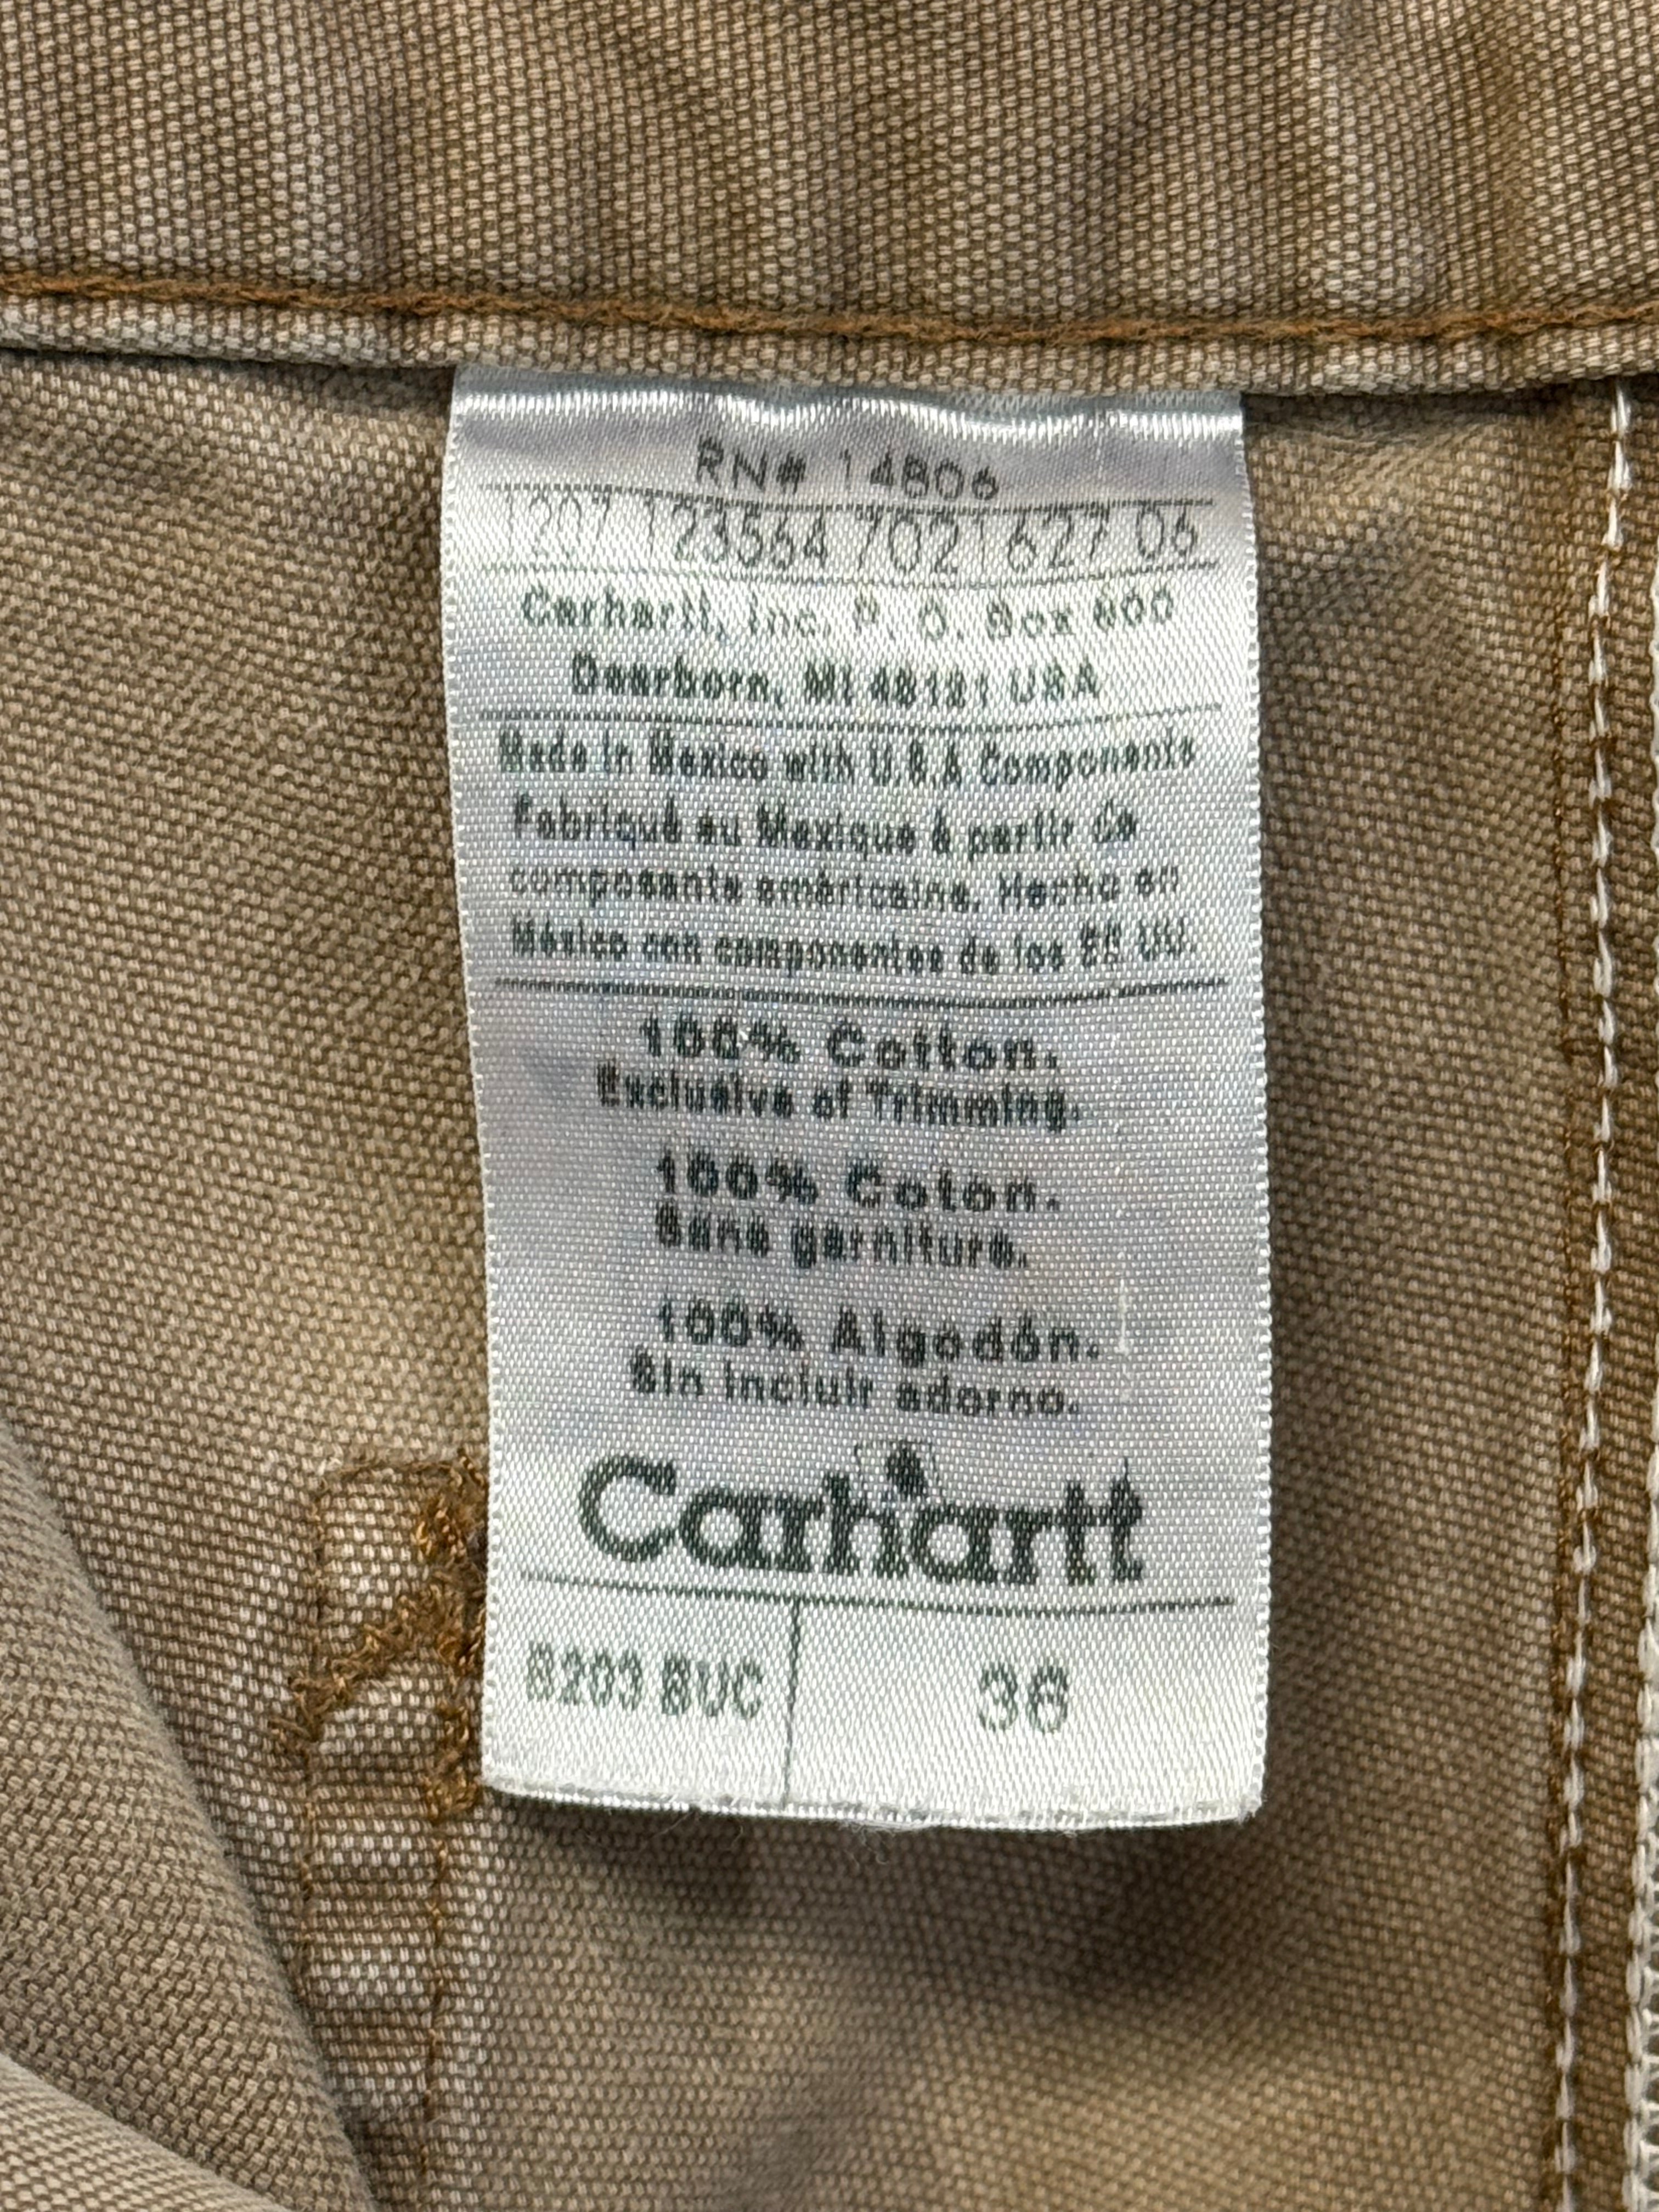 RN# 14806
1207 123564 7021627 06
Carhartt, Inc. P. O. Box 600
Dearborn, MI 48121 USA
Made in Mexico with U.S.A Components
Fabriqué au Mexique à partir de
composants américains. Hecho en
México con componentes de los EE UU.
100% Cotton.
Exclusive of Trimming.
100% Coton.
Sans garniture.
100% Algodón.
Sin incluir adorno.
Carhartt
B203 BUC 36